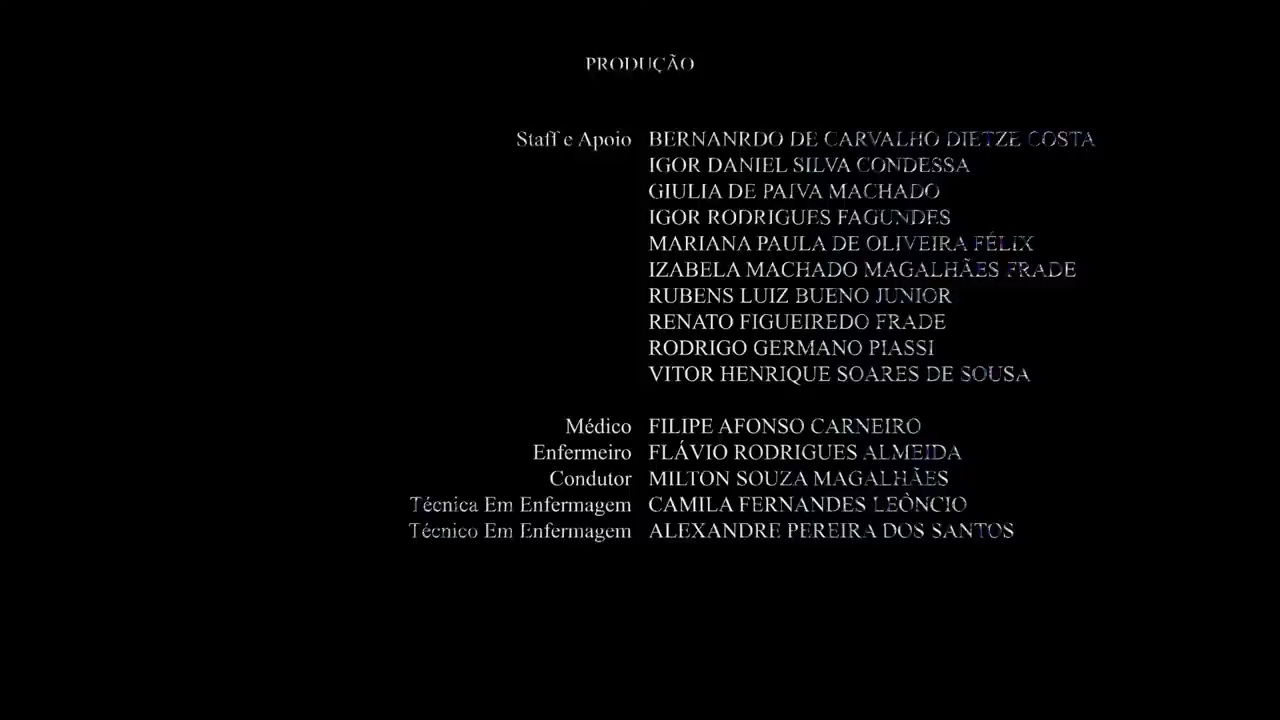 PRODUÇÃO
Staff e Apoio BERNANRDO DE CARVALHO DIETZE COSTA
IGOR DANIEL SILVA CONDESSA
GIULIA DE PAIVA MACHADO
IGOR RODRIGUES FAGUNDES
MARIANA PAULA DE OLIVEIRA FÉLIX
IZABELA MACHADO MAGALHÃES FRADE
RUBENS LUIZ BUENO JUNIOR
RENATO FIGUEIREDO FRADE
RODRIGO GERMANO PIASSI
VITOR HENRIQUE SOARES DE SOUSA
Médico FILIPE AFONSO CARNEIRO
Enfermeiro FLÁVIO RODRIGUES ALMEIDA
Condutor MILTON SOUZA MAGALHÃES
Técnica Em Enfermagem CAMILA FERNANDES LEÔNCIO
Técnico Em Enfermagem ALEXANDRE PEREIRA DOS SANTOS